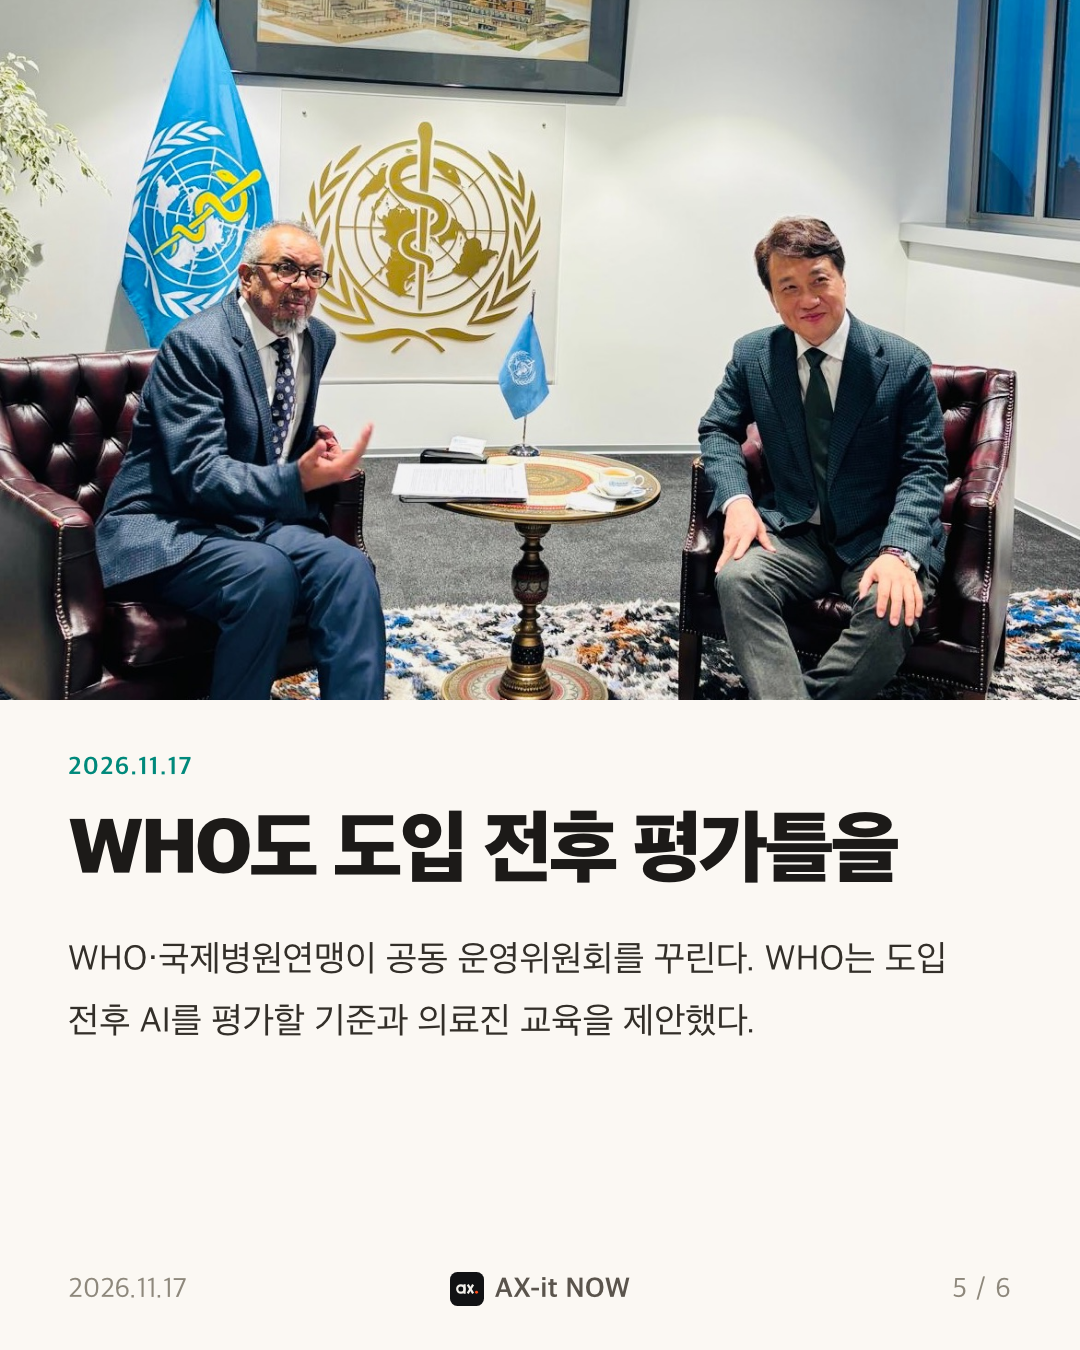 2026.11.17
WHO도 도입 전후 평가틀을
WHO·국제병원연맹이 공동 운영위원회를 꾸린다. WHO는 도입
전후 AI를 평가할 기준과 의료진 교육을 제안했다.
2026.11.17
ax.
AX-it NOW
5 / 6